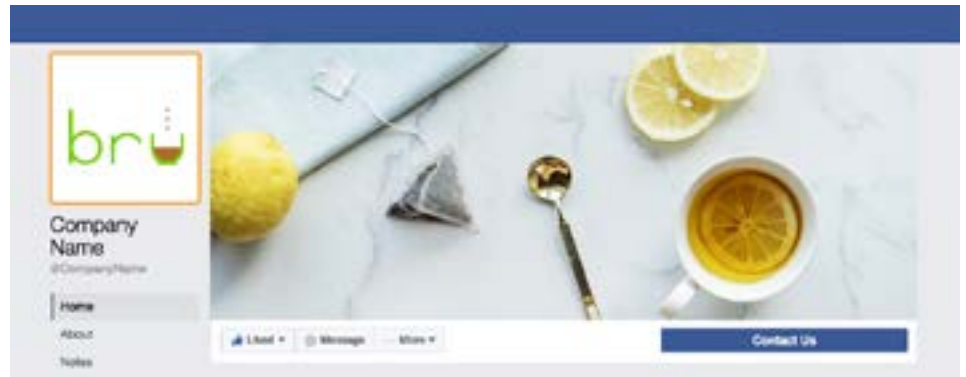 bru
Company
Name
@CompanyName
Home
About
Notes
Liked
Message
More
Contact Us